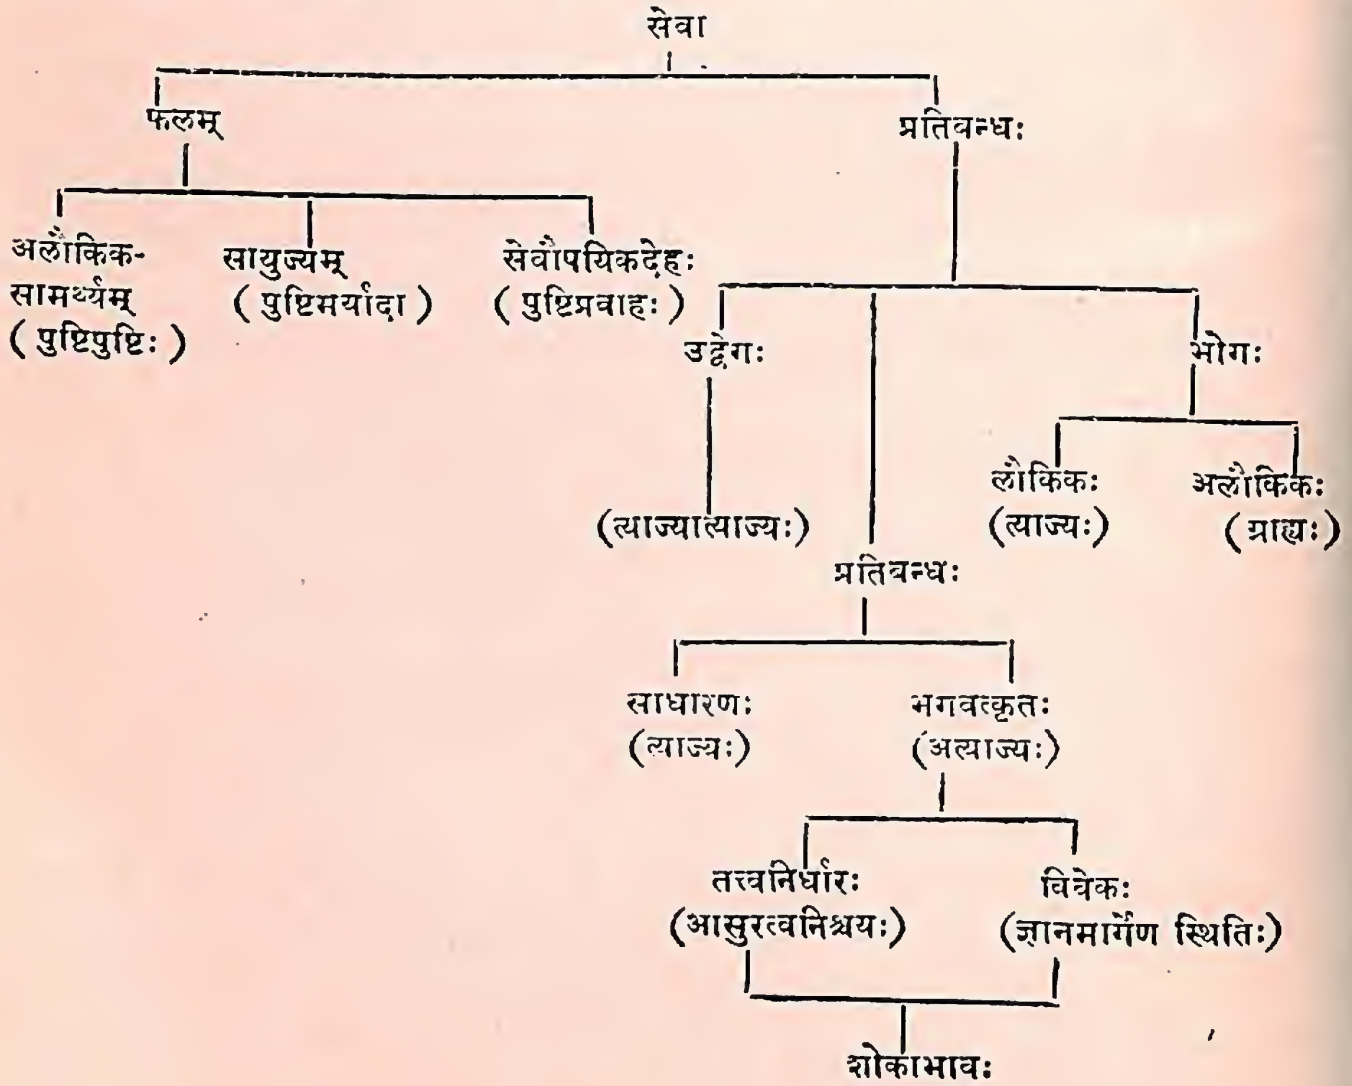 सेवा
फलम्
प्रतिबन्धः
अलौकिक-
सामर्थ्यम्
(पुष्टिपुष्टिः)
सायुज्यम्
(पुष्टिमर्यादा)
सेवौपयिकदेहः
(पुष्टिप्रवाहः)
उद्वेगः
(त्याज्यात्याज्यः)
भोगः
लौकिकः
(त्याज्यः)
अलौकिकः
(ग्राह्यः)
प्रतिबन्धः
साधारणः
(त्याज्यः)
भगवत्कृतः
(अत्याज्यः)
तत्त्वनिर्धारः
(आसुरत्वनिश्चयः)
विवेकः
(ज्ञानमार्गेण स्थितिः)
शोकाभावः